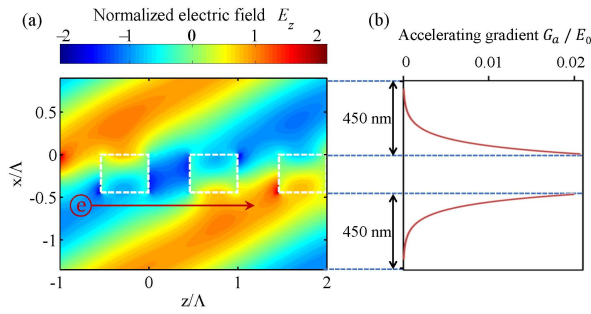 Normalized electric field E_z
(a)
−2 −1 0 1 2
x/Λ
0.5
0
-0.5
-1
e
-1 0 1 2
z/Λ
(b)
Accelerating gradient G_a / E_0
0 0.01 0.02
450 nm
450 nm